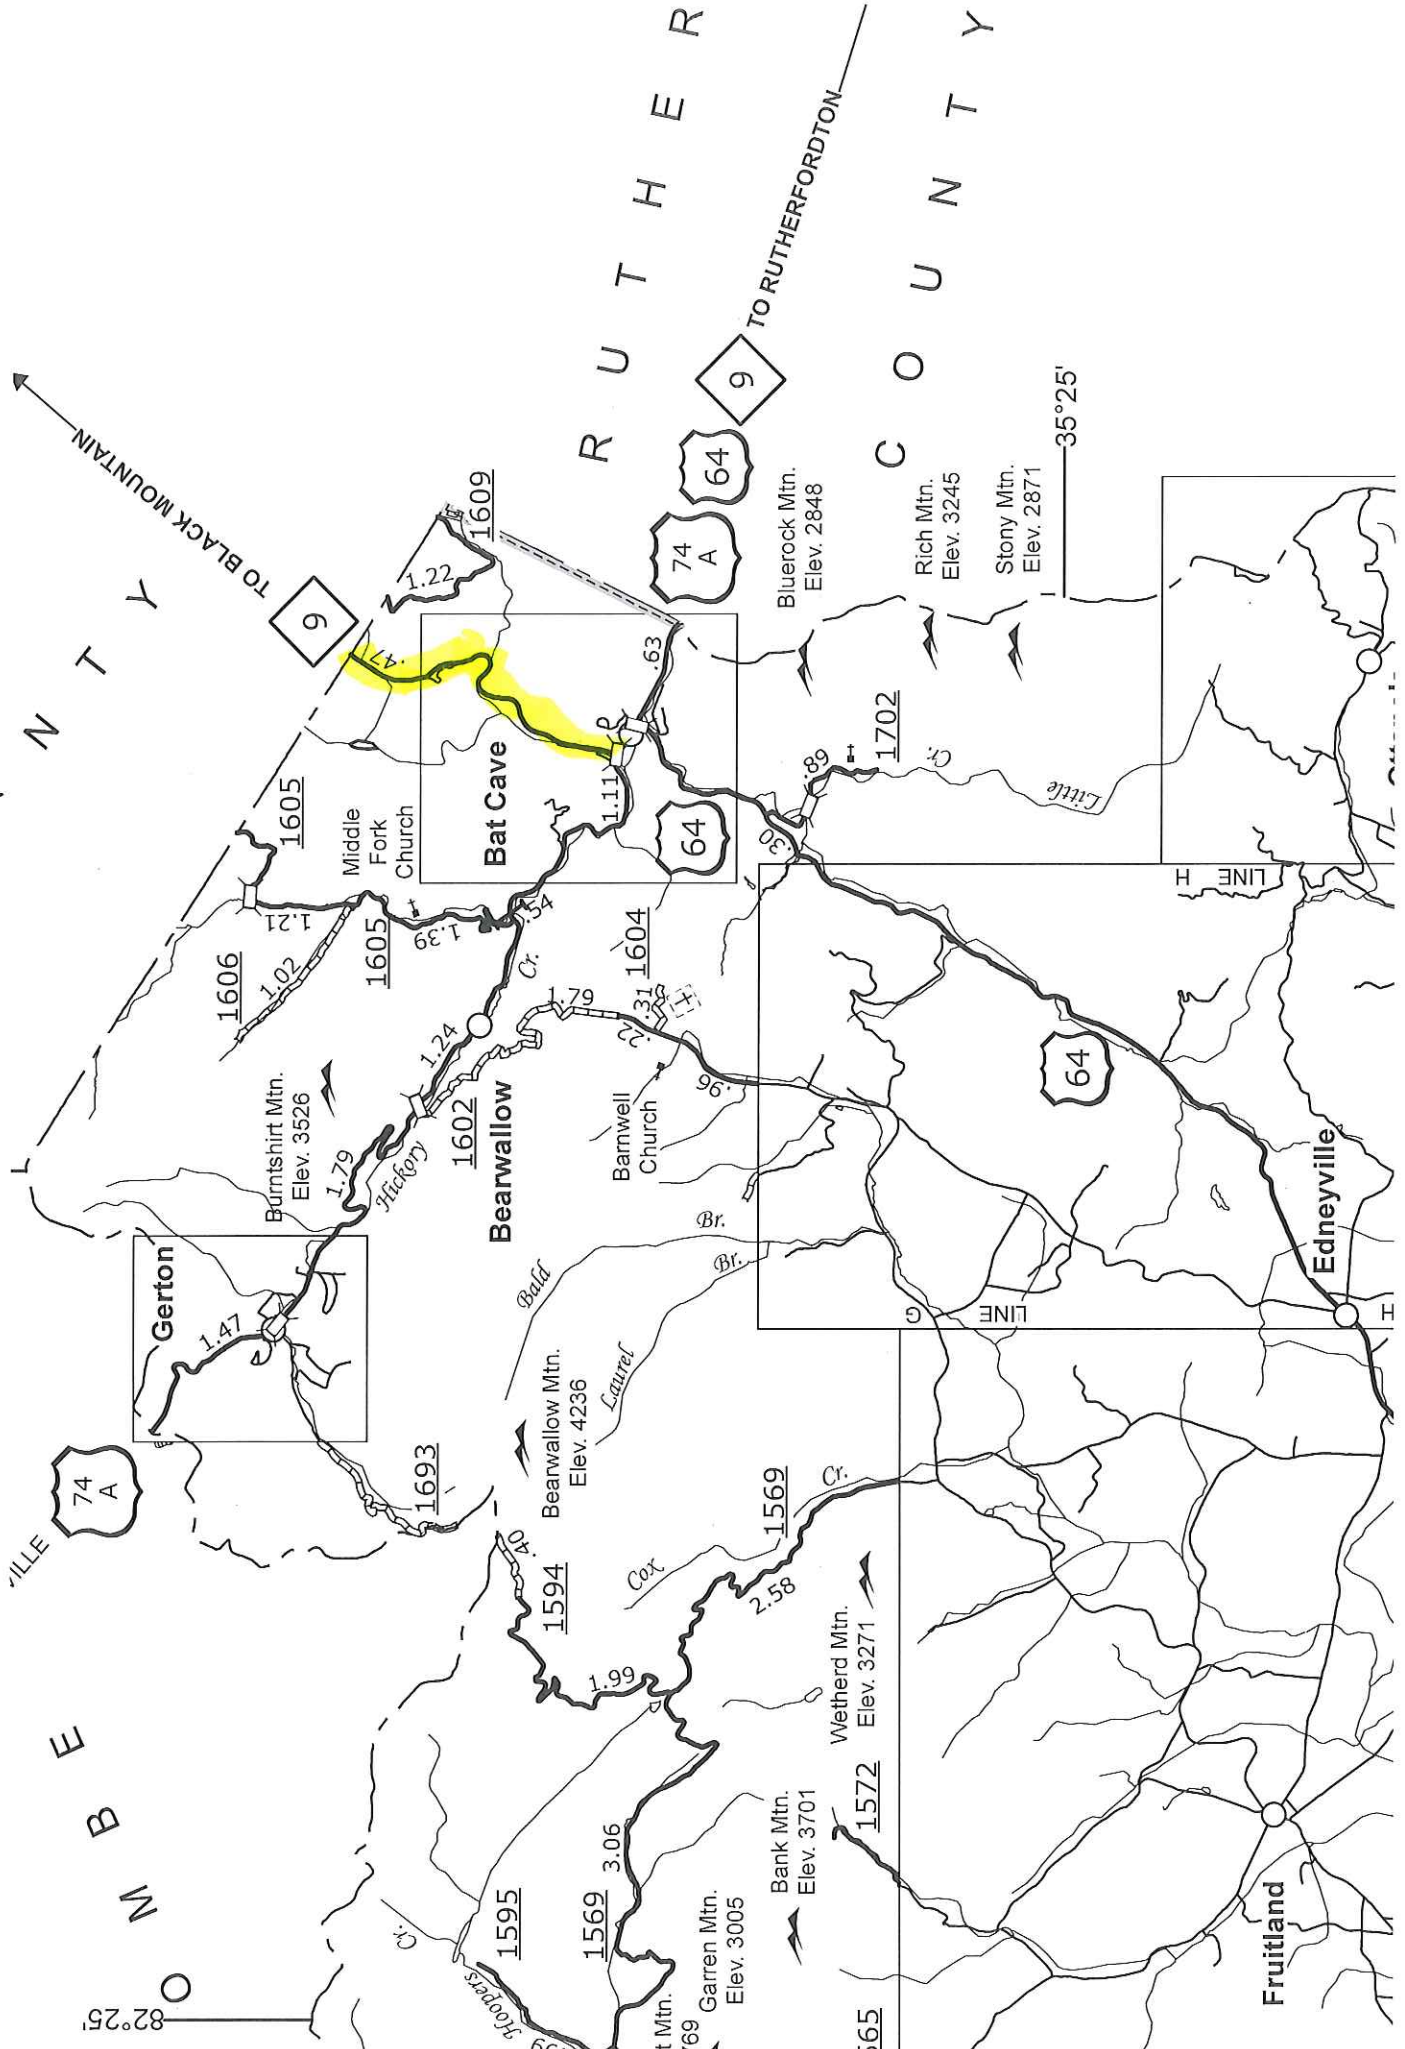 N T Y
M B E
O
R U T H E R
C O U N T Y
TO BLACK MOUNTAIN
9
TO RUTHERFORDTON
9
64
74
A
1609
1.22
.47
.63
Bat Cave
1.11
64
Bluerock Mtn.
Elev. 2848
Rich Mtn.
Elev. 3245
Stony Mtn.
Elev. 2871
35°25'
1702
.89
.30
Little
Cr.
1605
Middle
Fork
Church
1.21
1605
1.39
1606
1.02
.54
Cr.
1604
.31
.22
1.79
.96
Barnwell
Church
1.24
1602
Bearwallow
Hickory
1.79
Burntshirt Mtn.
Elev. 3526
Gerton
1.47
74
A
VILLE
1693
Bearwallow Mtn.
Elev. 4236
Bald
Br.
Laurel
Br.
LINE
H
LINE
G
H
64
Edneyville
.40
1594
1.99
Cox
Cr.
1569
2.58
Wetherd Mtn.
Elev. 3271
1572
Bank Mtn.
Elev. 3701
3.06
1569
1595
Garren Mtn.
Elev. 3005
Hoopers
Cr.
t Mtn.
769
565
Fruitland
82°25'